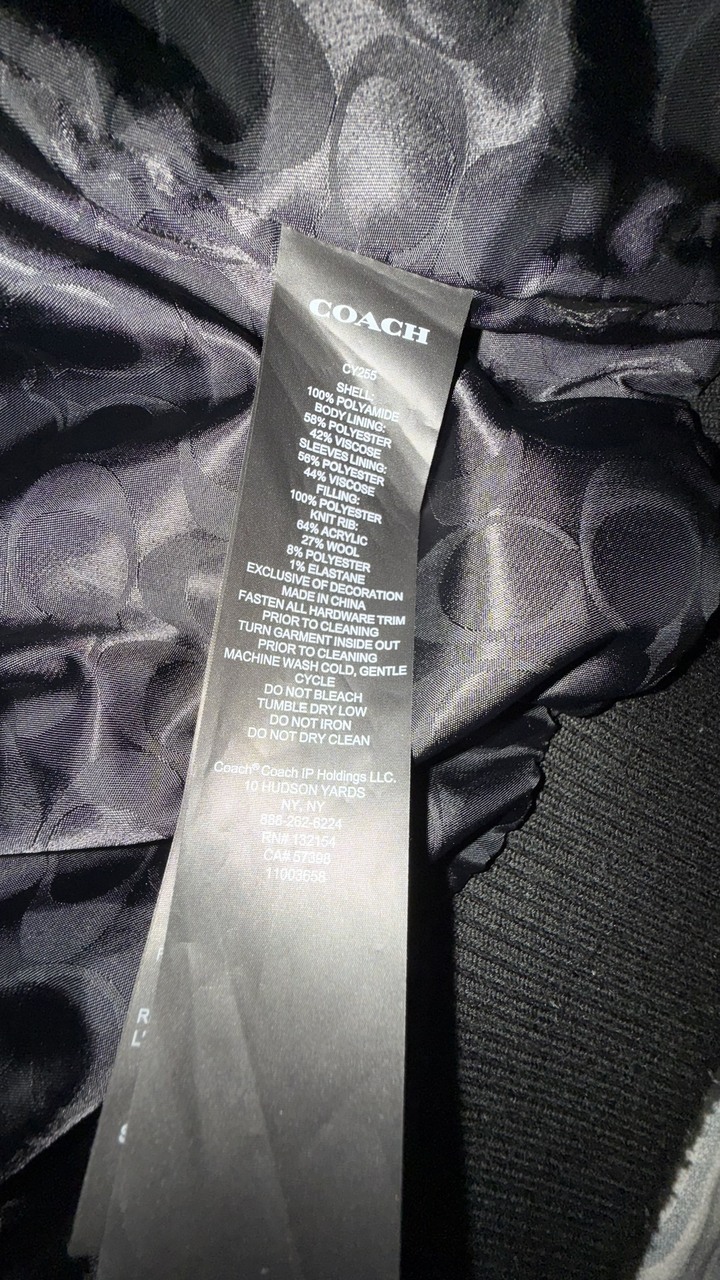 COACH
CY255
SHELL:
100% POLYAMIDE
BODY LINING:
58% POLYESTER
42% VISCOSE
SLEEVES LINING:
56% POLYESTER
44% VISCOSE
FILLING:
100% POLYESTER
KNIT RIB:
64% ACRYLIC
27% WOOL
8% POLYESTER
1% ELASTANE
EXCLUSIVE OF DECORATION
MADE IN CHINA
FASTEN ALL HARDWARE TRIM
PRIOR TO CLEANING
TURN GARMENT INSIDE OUT
PRIOR TO CLEANING
MACHINE WASH COLD, GENTLE
CYCLE
DO NOT BLEACH
TUMBLE DRY LOW
DO NOT IRON
DO NOT DRY CLEAN
Coach® Coach IP Holdings LLC.
10 HUDSON YARDS
NY, NY
888-262-6224
RN# 132154
CA# 57398
11003658